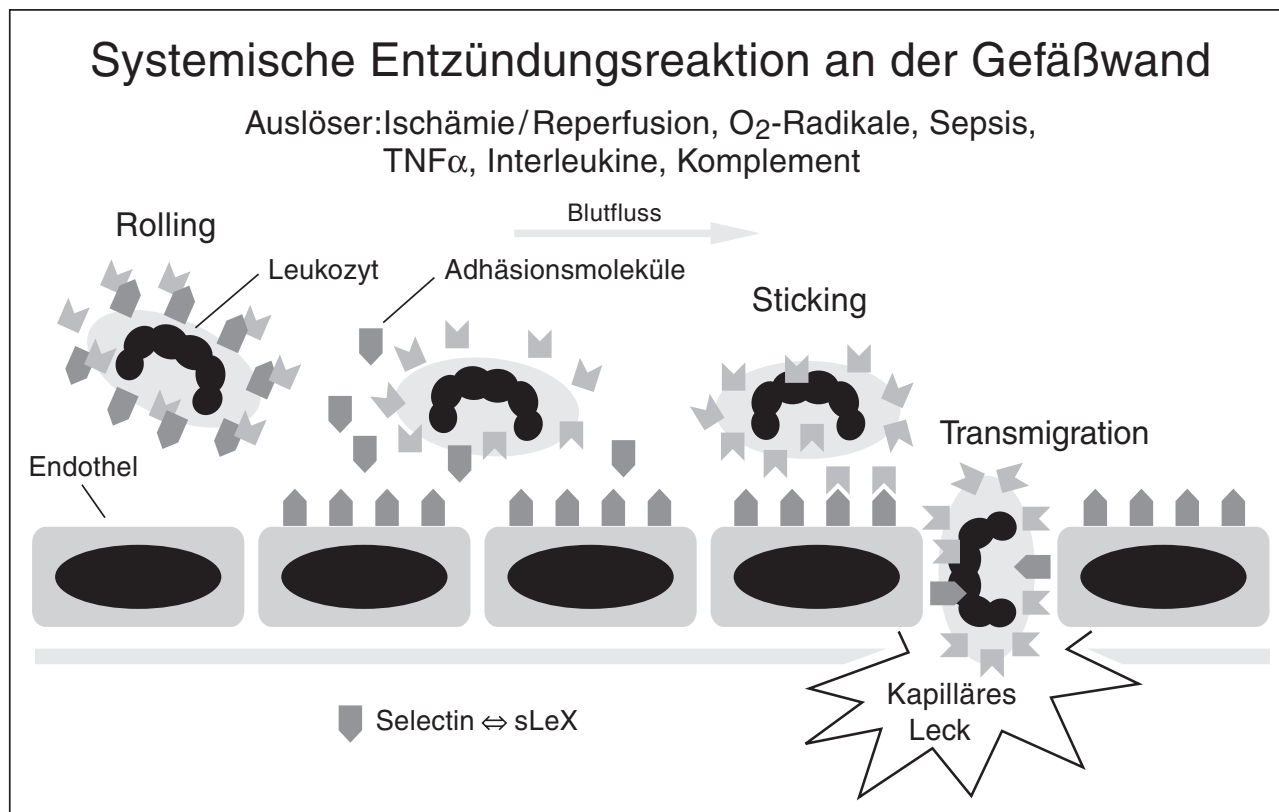 Systemische Entzündungsreaktion an der Gefäßwand
Auslöser:Ischämie/Reperfusion, O₂-Radikale, Sepsis,
TNFα, Interleukine, Komplement
Blutfluss
Rolling
Leukozyt
Adhäsionsmoleküle
Sticking
Transmigration
Endothel
Kapilläres
Leck
Selectin ⇔ sLeX